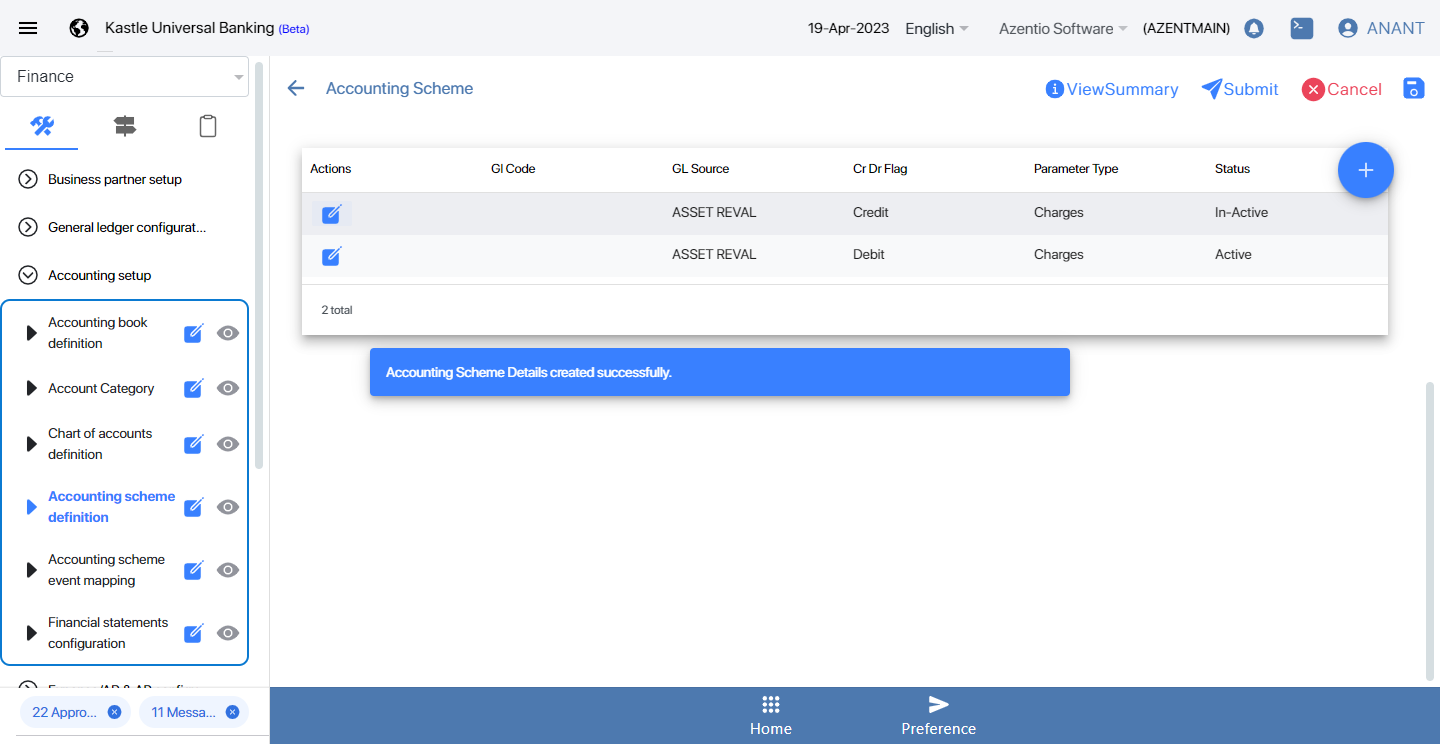 Kastle Universal Banking (Beta)
19-Apr-2023 English Azentio Software (AZENTMAIN) ANANT
Finance
Accounting Scheme
ViewSummary Submit Cancel
Business partner setup
General ledger configurat...
Accounting setup
Accounting book
definition
Account Category
Chart of accounts
definition
Accounting scheme
definition
Accounting scheme
event mapping
Financial statements
configuration
22 Appro... 11 Messa...
Actions Gl Code GL Source Cr Dr Flag Parameter Type Status
ASSET REVAL Credit Charges In-Active
ASSET REVAL Debit Charges Active
2 total
Accounting Scheme Details created successfully.
Home Preference